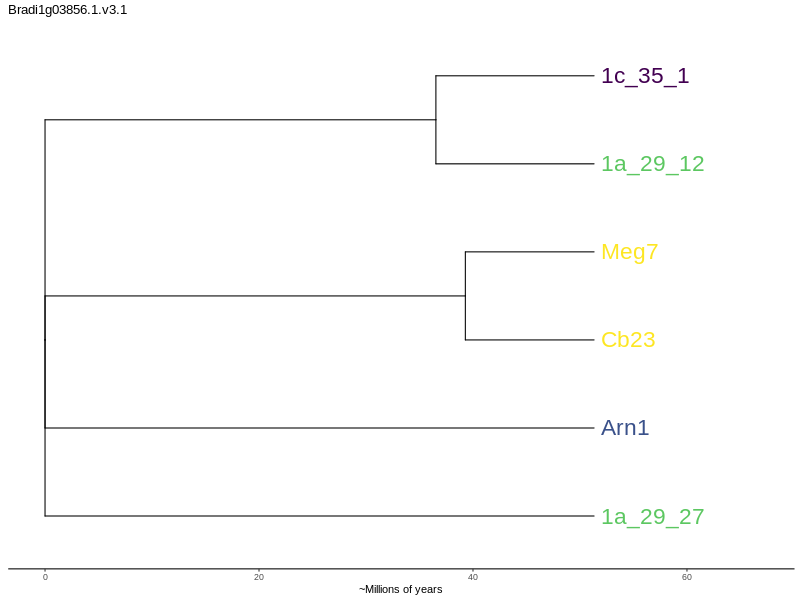 Bradi1g03856.1.v3.1
1c_35_1
1a_29_12
Meg7
Cb23
Arn1
1a_29_27
0 20 40 60
~Millions of years